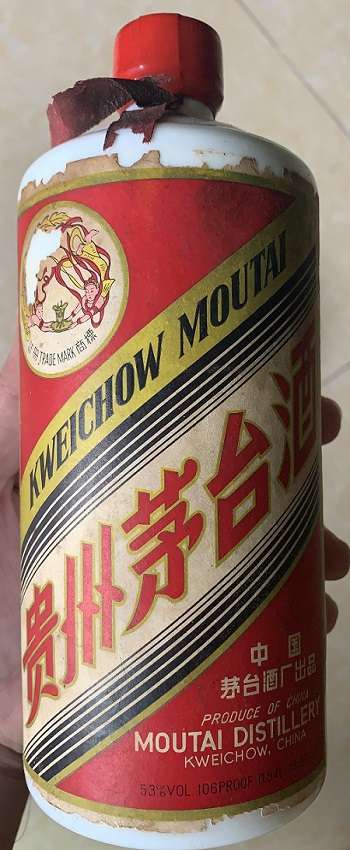 TRADE MARK 商標
KWEICHOW MOUTAI
贵州茅台酒
中国
茅台酒厂出品
PRODUCE OF CHINA
MOUTAI DISTILLERY
KWEICHOW, CHINA
53%VOL 106PROOF